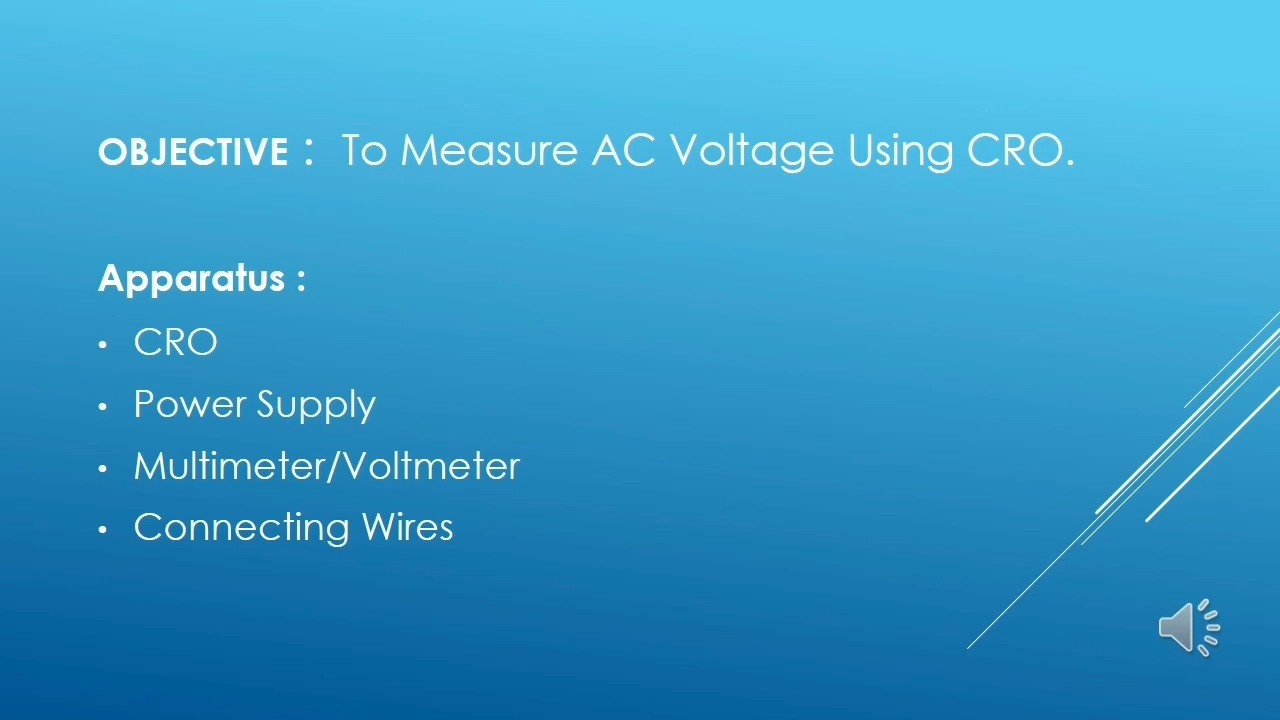 OBJECTIVE : To Measure AC Voltage Using CRO.
Apparatus :
• CRO
• Power Supply
• Multimeter/Voltmeter
• Connecting Wires